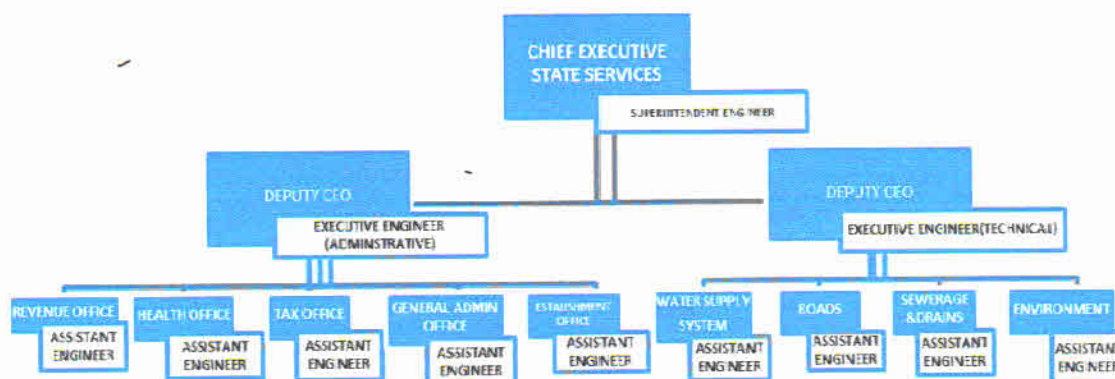 CHIEF EXECUTIVE
STATE SERVICES
SUPERINTENDENT ENGINEER
DEPUTY CEO
EXECUTIVE ENGINEER
(ADMINSTRATIVE)
DEPUTY CEO
EXECUTIVE ENGINEER(TECHNICAL)
REVENUE OFFICE
ASSISTANT
ENGINEER
HEALTH OFFICE
ASSISTANT
ENGINEER
TAX OFFICE
ASSISTANT
ENGINEER
GENERAL ADMIN
OFFICE
ASSISTANT
ENGINEER
ESTABLISHMENT
OFFICE
ASSISTANT
ENGINEER
WATER SUPPLY
SYSTEM
ASSISTANT
ENGINEER
ROADS
ASSISTANT
ENGINEER
SEWERAGE
&DRAINS
ASSISTANT
ENGINEER
ENVIRONMENT
ASSISTANT
ENGINEER